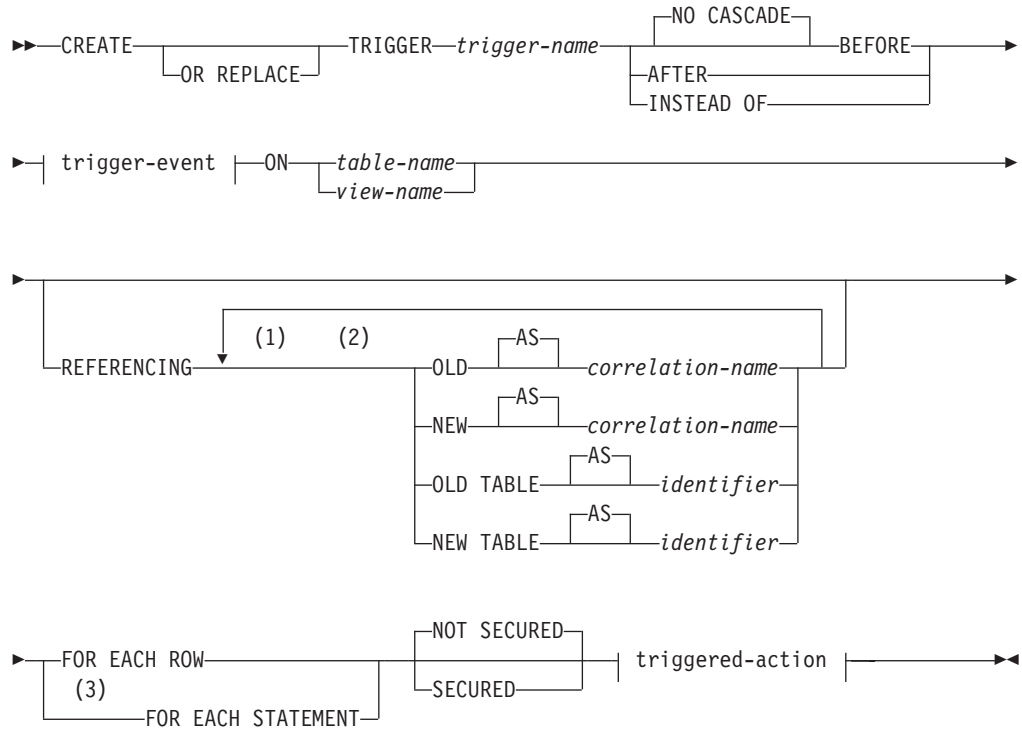 NO CASCADE
CREATE TRIGGER trigger-name BEFORE
OR REPLACE AFTER
INSTEAD OF
trigger-event ON table-name
view-name
(1) (2)
AS
REFERENCING OLD correlation-name
AS
NEW correlation-name
AS
OLD TABLE identifier
AS
NEW TABLE identifier
NOT SECURED
FOR EACH ROW triggered-action
(3) SECURED
FOR EACH STATEMENT